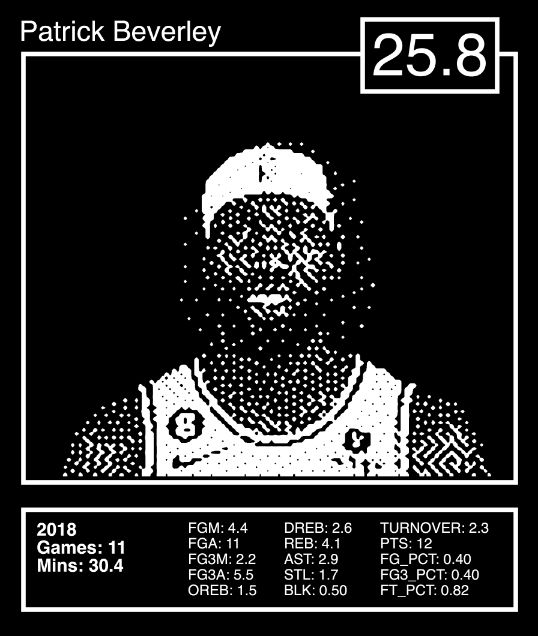 Patrick Beverley
25.8
2018
Games: 11
Mins: 30.4
FGM: 4.4
FGA: 11
FG3M: 2.2
FG3A: 5.5
OREB: 1.5
DREB: 2.6
REB: 4.1
AST: 2.9
STL: 1.7
BLK: 0.50
TURNOVER: 2.3
PTS: 12
FG_PCT: 0.40
FG3_PCT: 0.40
FT_PCT: 0.82